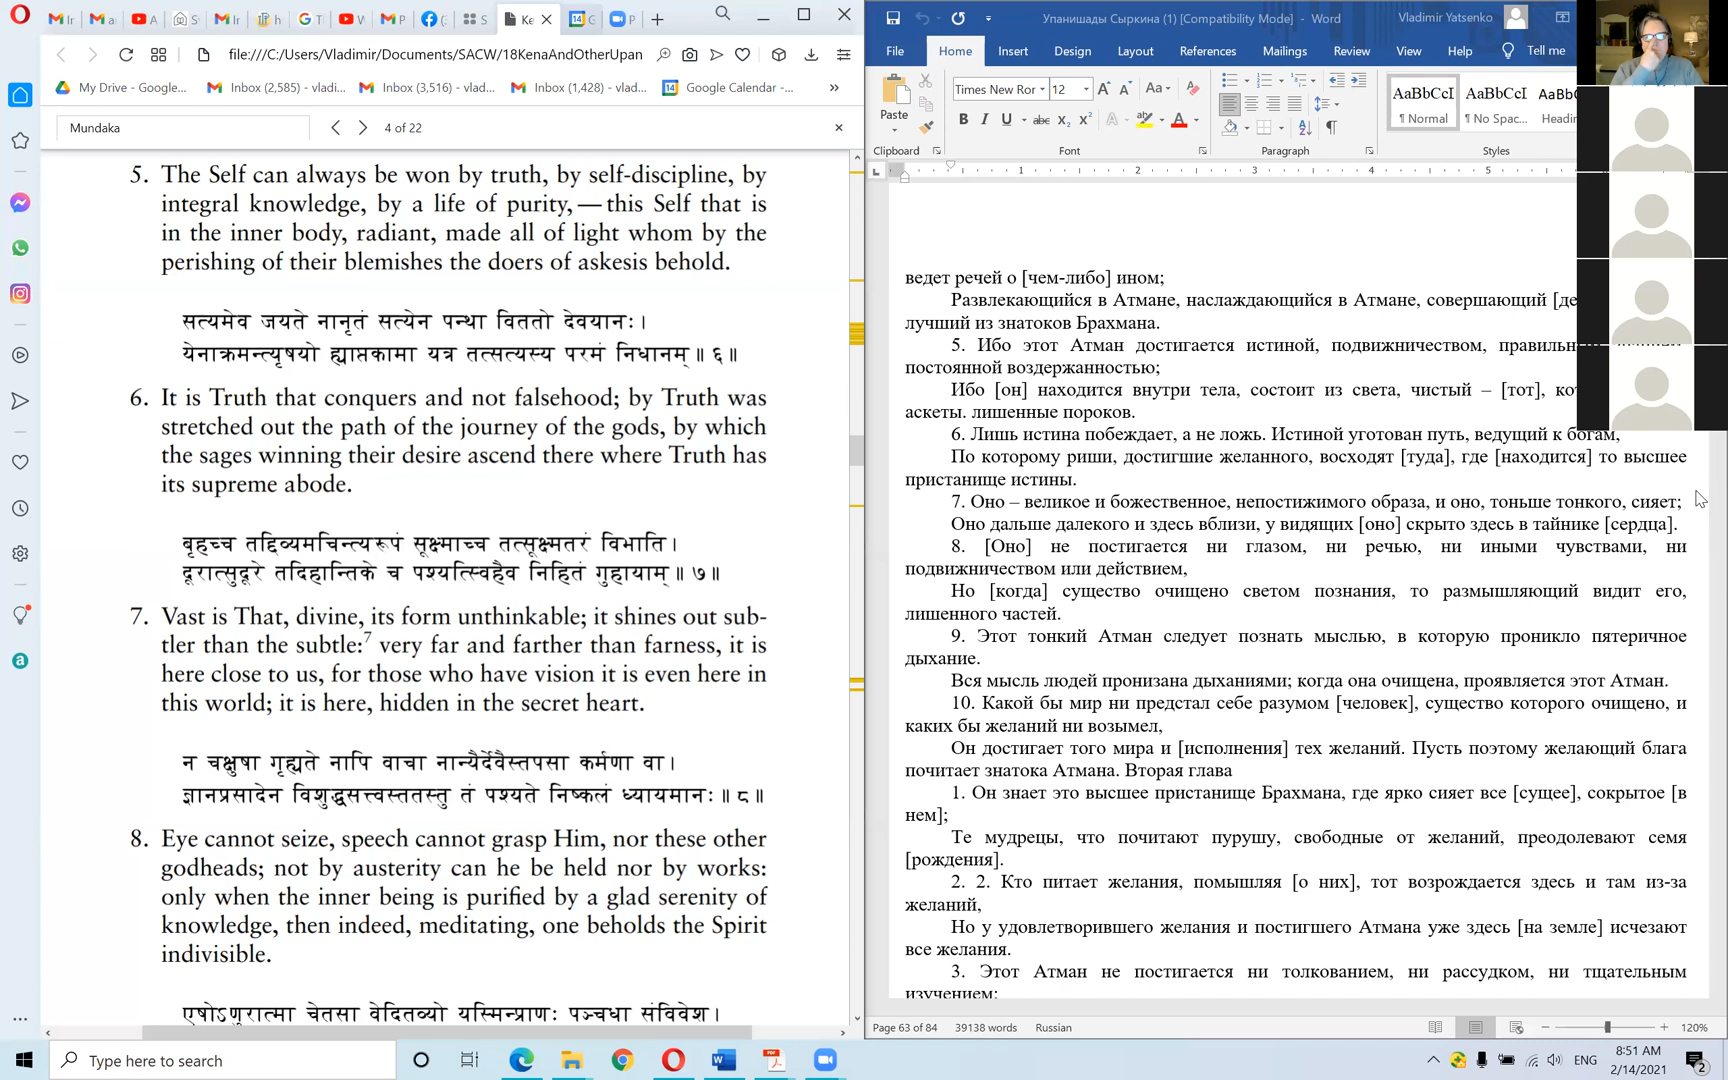 Упанишады Сыркина (1) [Compatibility Mode] - Word
Vladimir Yatsenko
file:///C:/Users/Vladimir/Documents/SACW/18KenaAndOtherUpan
My Drive - Google...
Inbox (2,585) - vladi...
Inbox (3,516) - vlad...
Inbox (1,428) - vlad...
Google Calendar -...
Mundaka
4 of 22
File
Home
Insert
Design
Layout
References
Mailings
Review
View
Help
Tell me
Paste
Times New Ror
12
AaBbCcI
AaBbCcI
AaBbC
¶ Normal
¶ No Spac...
Headin
Clipboard
Font
Paragraph
Styles
5. The Self can always be won by truth, by self-discipline, by
integral knowledge, by a life of purity, — this Self that is
in the inner body, radiant, made all of light whom by the
perishing of their blemishes the doers of askesis behold.
सत्यमेव जयते नानृतं सत्येन पन्था विततो देवयानः।
येनाक्रमन्त्यृषयो ह्याप्तकामा यत्र तत्सत्यस्य परमं निधानम्॥ ६॥
6. It is Truth that conquers and not falsehood; by Truth was
stretched out the path of the journey of the gods, by which
the sages winning their desire ascend there where Truth has
its supreme abode.
बृहच्च तद्दिव्यमचिन्त्यरूपं सूक्ष्माच्च तत्सूक्ष्मतरं विभाति।
दूरात्सुदूरे तदिहान्तिके च पश्यत्स्विहैव निहितं गुहायाम्॥ ७॥
7. Vast is That, divine, its form unthinkable; it shines out sub-
tler than the subtle:7 very far and farther than farness, it is
here close to us, for those who have vision it is even here in
this world; it is here, hidden in the secret heart.
न चक्षुषा गृह्यते नापि वाचा नान्यैर्देवैस्तपसा कर्मणा वा।
ज्ञानप्रसादेन विशुद्धसत्त्वस्ततस्तु तं पश्यते निष्कलं ध्यायमानः॥ ८॥
8. Eye cannot seize, speech cannot grasp Him, nor these other
godheads; not by austerity can he be held nor by works:
only when the inner being is purified by a glad serenity of
knowledge, then indeed, meditating, one beholds the Spirit
indivisible.
एषोऽणुरात्मा चेतसा वेदितव्यो यस्मिन्प्राणः पञ्चधा संविवेश।
ведет речей о [чем-либо] ином;
Развлекающийся в Атмане, наслаждающийся в Атмане, совершающий [де
лучший из знатоков Брахмана.
5. Ибо этот Атман достигается истиной, подвижничеством,
постоянной воздержанностью;
Ибо [он] находится внутри тела, состоит из света, чистый – [тот], ко
аскеты. лишенные пороков.
6. Лишь истина побеждает, а не ложь. Истиной уготован путь, ведущий к богам,
По которому риши, достигшие желанного, восходят [туда], где [находится] то высшее
пристанище истины.
7. Оно – великое и божественное, непостижимого образа, и оно, тоньше тонкого, сияет;
Оно дальше далекого и здесь вблизи, у видящих [оно] скрыто здесь в тайнике [сердца].
8. [Оно] не постигается ни глазом, ни речью, ни иными чувствами, ни
подвижничеством или действием,
Но [когда] существо очищено светом познания, то размышляющий видит его,
лишенного частей.
9. Этот тонкий Атман следует познать мыслью, в которую проникло пятеричное
дыхание.
Вся мысль людей пронизана дыханиями; когда она очищена, проявляется этот Атман.
10. Какой бы мир ни предстал себе разумом [человек], существо которого очищено, и
каких бы желаний ни возымел,
Он достигает того мира и [исполнения] тех желаний. Пусть поэтому желающий блага
почитает знатока Атмана. Вторая глава
1. Он знает это высшее пристанище Брахмана, где ярко сияет все [сущее], сокрытое [в
нем];
Те мудрецы, что почитают пурушу, свободные от желаний, преодолевают семя
[рождения].
2. 2. Кто питает желания, помышляя [о них], тот возрождается здесь и там из-за
желаний,
Но у удовлетворившего желания и постигшего Атмана уже здесь [на земле] исчезают
все желания.
3. Этот Атман не постигается ни толкованием, ни рассудком, ни тщательным
изучением;
Page 63 of 84
39138 words
Russian
120%
Type here to search
ENG
8:51 AM
2/14/2021